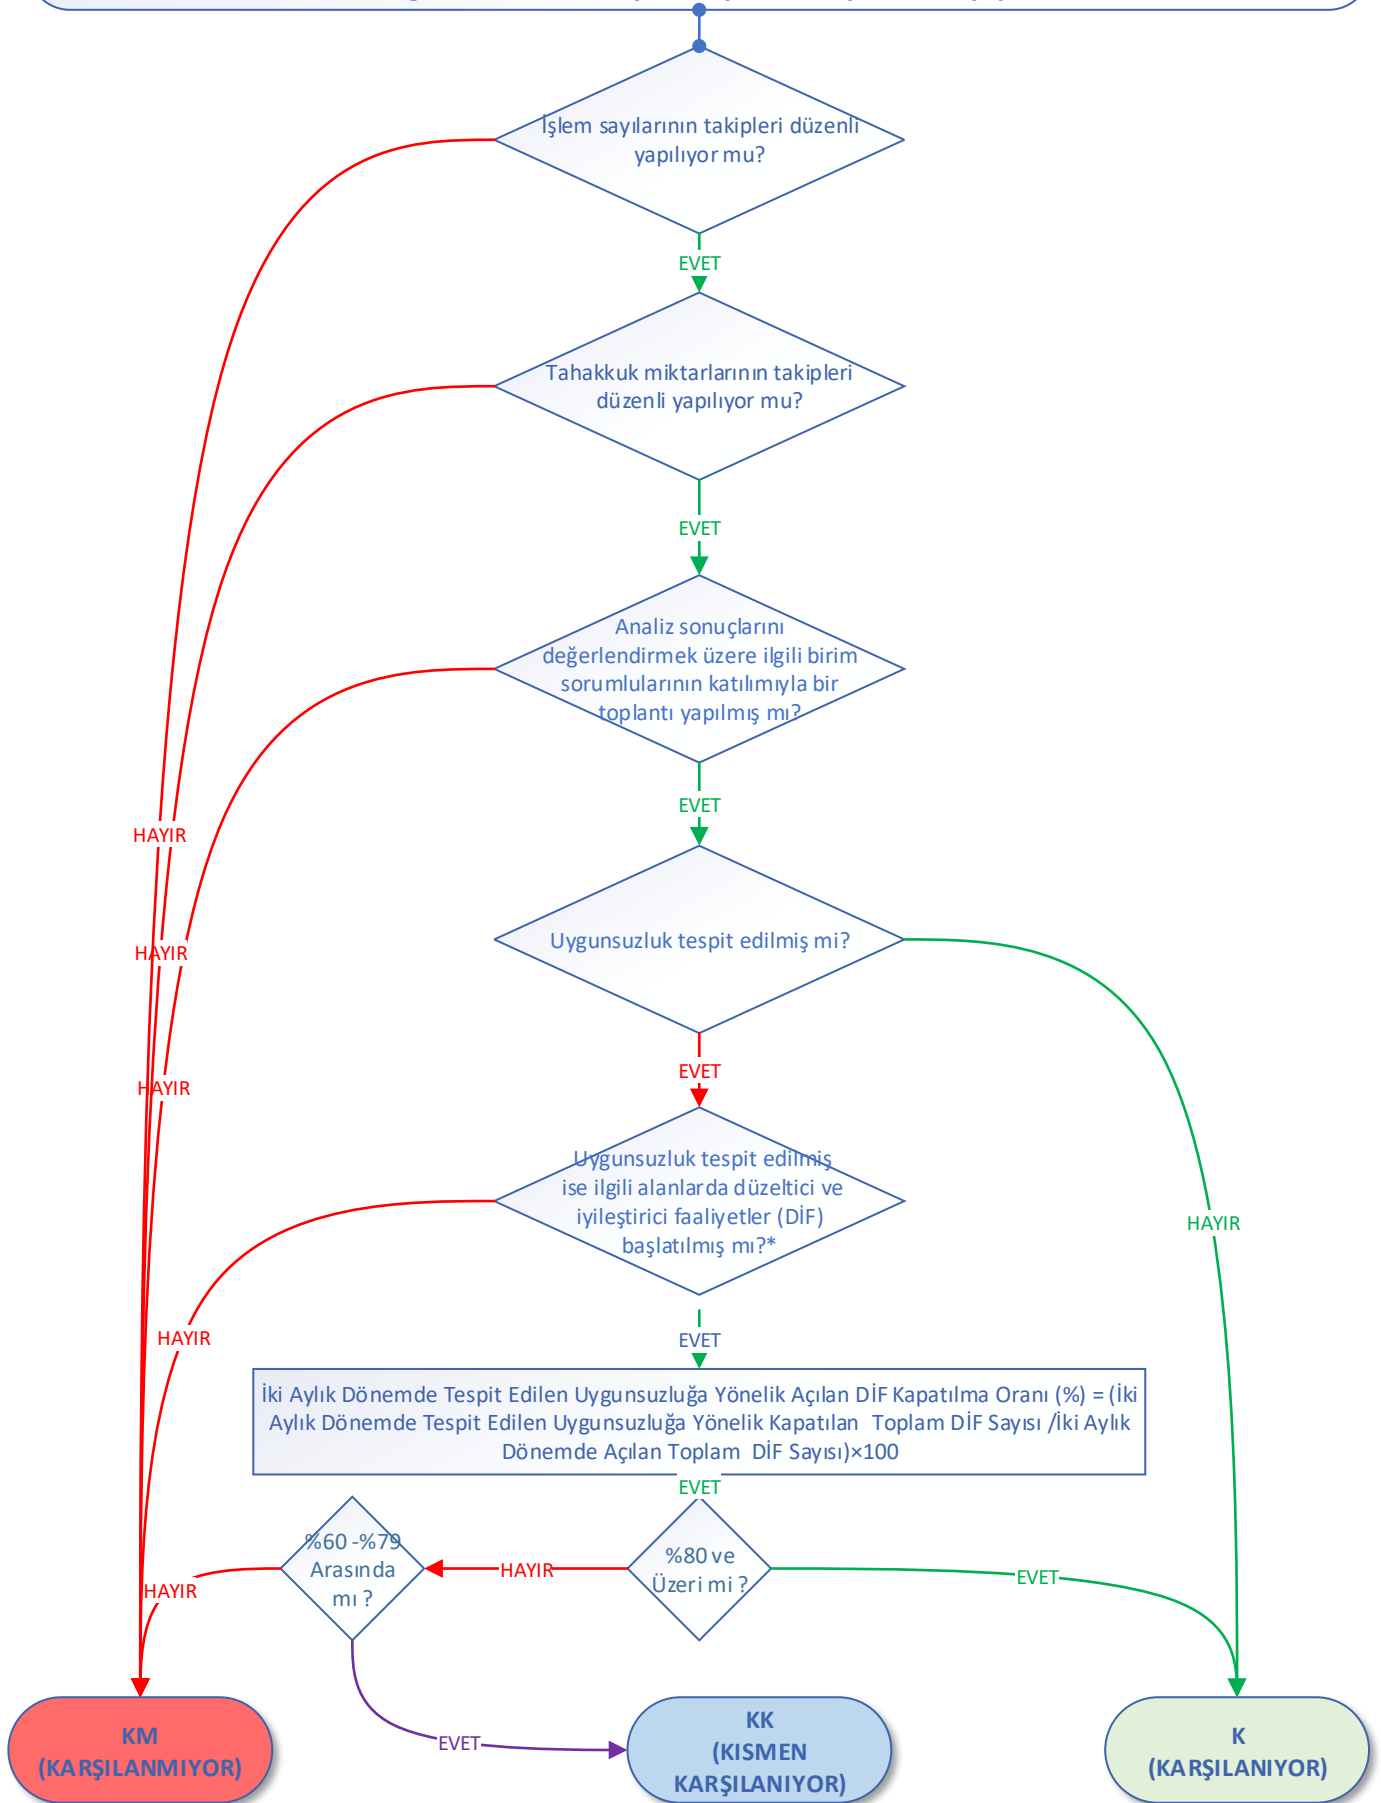 İşlem sayılarının takipleri düzenli
yapılıyor mu?
EVET
Tahakkuk miktarlarının takipleri
düzenli yapılıyor mu?
EVET
Analiz sonuçlarını
değerlendirmek üzere ilgili birim
sorumlularının katılımıyla bir
toplantı yapılmış mı?
EVET
HAYIR
Uygunsuzluk tespit edilmiş mi?
HAYIR
EVET
HAYIR
Uygunsuzluk tespit edilmiş
ise ilgili alanlarda düzeltici ve
iyileştirici faaliyetler (DİF)
başlatılmış mı?*
HAYIR
HAYIR
EVET
İki Aylık Dönemde Tespit Edilen Uygunsuzluğa Yönelik Açılan DİF Kapatılma Oranı (%) = (İki
Aylık Dönemde Tespit Edilen Uygunsuzluğa Yönelik Kapatılan Toplam DİF Sayısı /İki Aylık
Dönemde Açılan Toplam DİF Sayısı)×100
EVET
%60 -%79
Arasında
mı ?
HAYIR
%80 ve
Üzeri mi ?
EVET
HAYIR
EVET
KM
(KARŞILANMIYOR)
KK
(KISMEN
KARŞILANIYOR)
K
(KARŞILANIYOR)